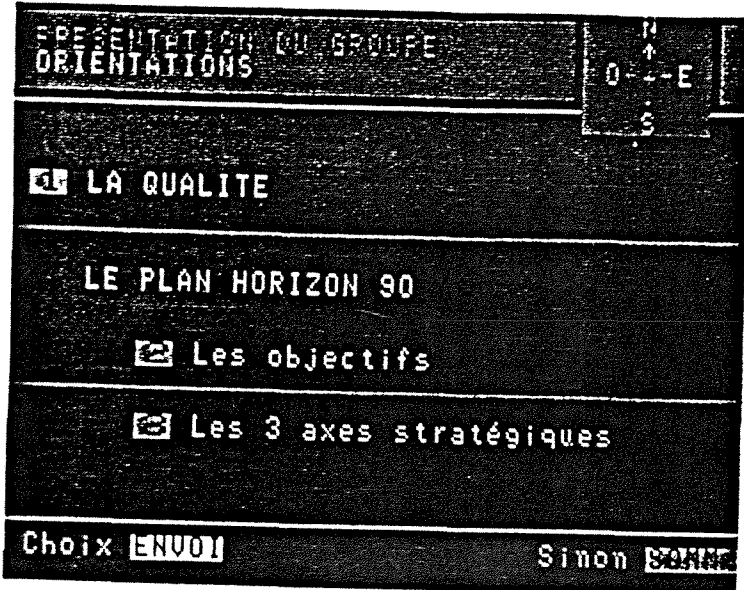 PRESENTATION DU GROUPE
ORIENTATIONS
N
O E
S
1 LA QUALITE
LE PLAN HORIZON 90
2 Les objectifs
3 Les 3 axes stratégiques
Choix ENVOI Sinon